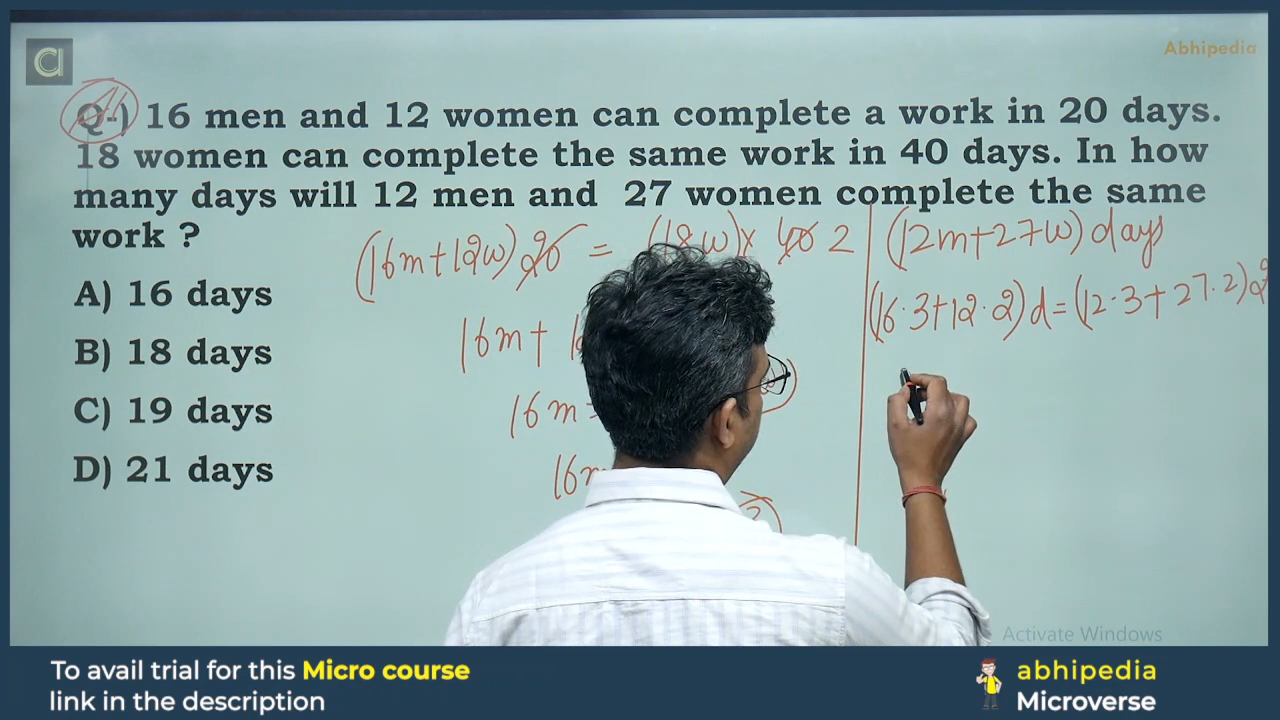 Abhipedia
Q-) 16 men and 12 women can complete a work in 20 days.
18 women can complete the same work in 40 days. In how
many days will 12 men and 27 women complete the same
work ?
(16m+12w) 20 = (18w)x 40 2
(12m+27w) days
16m+
(16·3+12·2)d=(12·3+27·2)
A) 16 days
B) 18 days
16m=
C) 19 days
D) 21 days
Activate Windows
To avail trial for this Micro course
link in the description
abhipedia
Microverse